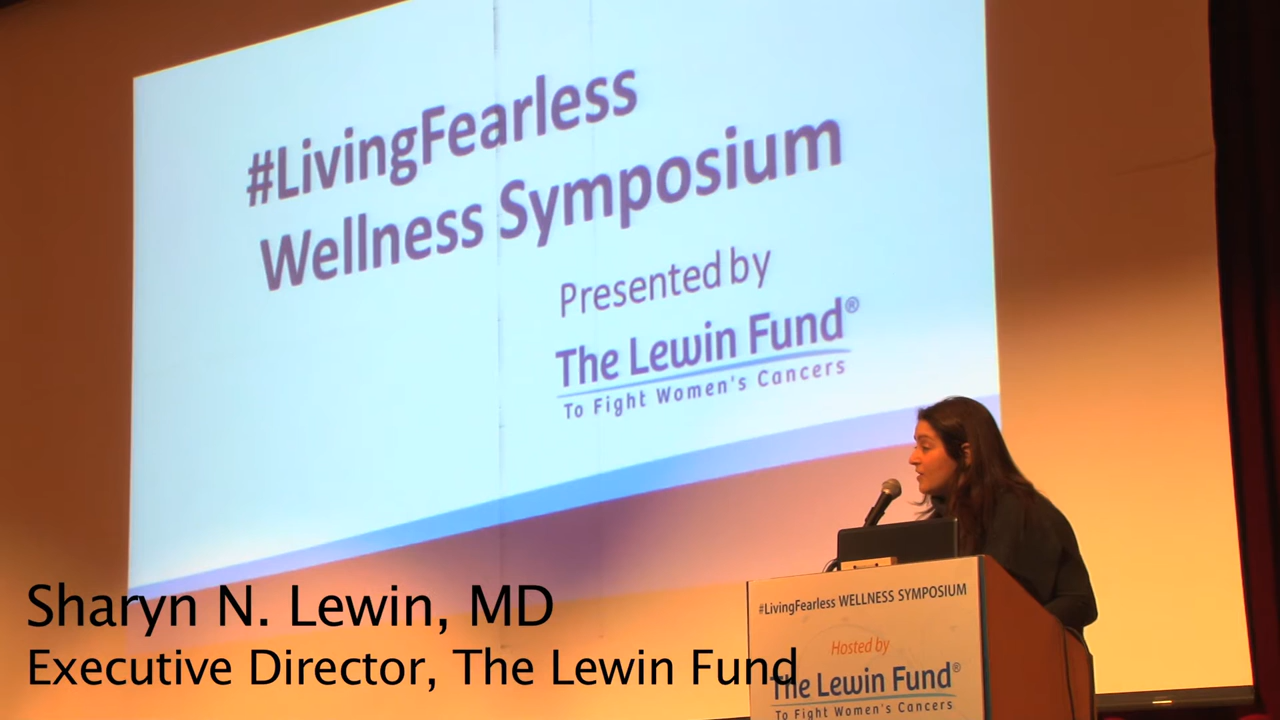 #LivingFearless
Wellness Symposium
Presented by
The Lewin Fund®
To Fight Women's Cancers
#LivingFearless WELLNESS SYMPOSIUM
Hosted by
The Lewin Fund®
To Fight Women's Cancers
Sharyn N. Lewin, MD
Executive Director, The Lewin Fund